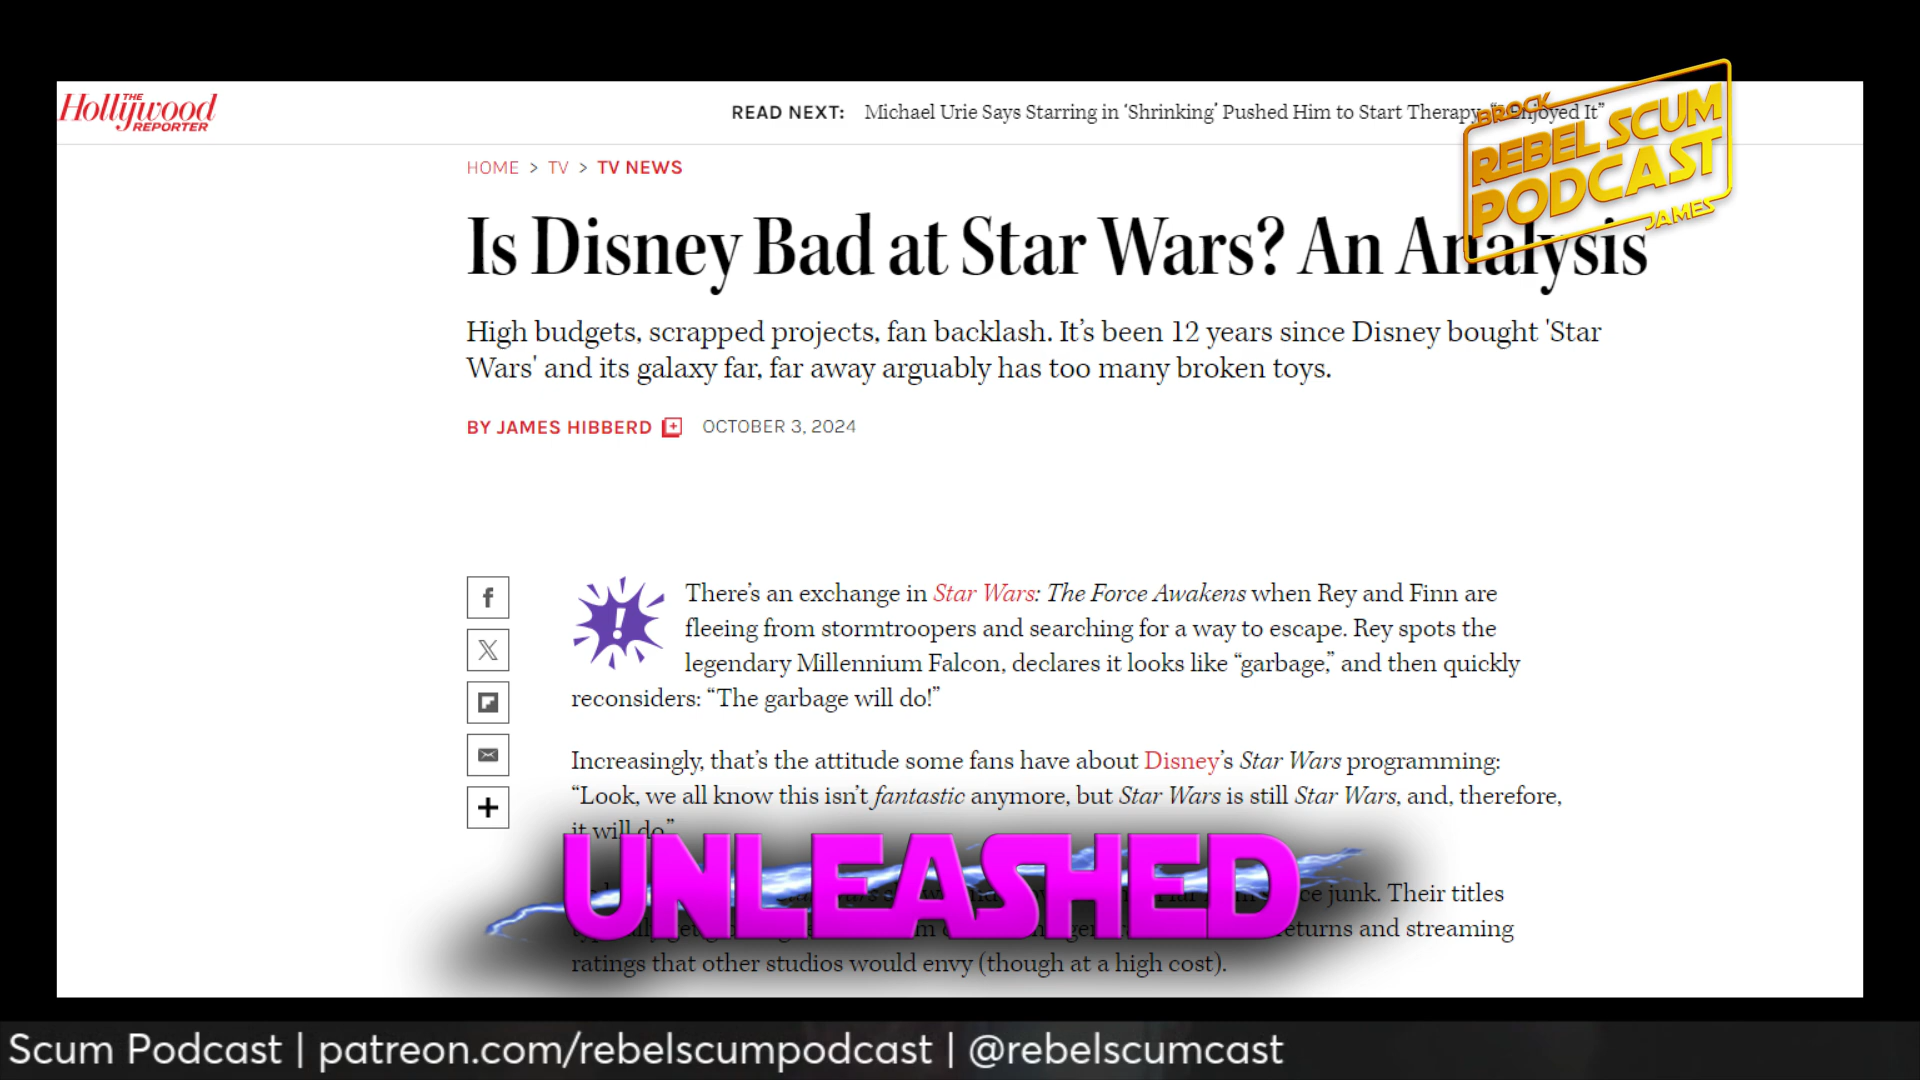 THE
Hollywood
REPORTER
READ NEXT: Michael Urie Says Starring in ‘Shrinking’ Pushed Him to Start Therapy, Enjoyed It”
BROCK
REBEL SCUM
PODCAST
JAMES
HOME > TV > TV NEWS
Is Disney Bad at Star Wars? An Analysis
High budgets, scrapped projects, fan backlash. It’s been 12 years since Disney bought 'Star
Wars' and its galaxy far, far away arguably has too many broken toys.
BY JAMES HIBBERD OCTOBER 3, 2024
There’s an exchange in Star Wars: The Force Awakens when Rey and Finn are
fleeing from stormtroopers and searching for a way to escape. Rey spots the
legendary Millennium Falcon, declares it looks like “garbage,” and then quickly
reconsiders: “The garbage will do!”
Increasingly, that’s the attitude some fans have about Disney’s Star Wars programming:
“Look, we all know this isn’t fantastic anymore, but Star Wars is still Star Wars, and, therefore,
it will do.”
UNLEASHED
junk. Their titles
returns and streaming
ratings that other studios would envy (though at a high cost).
Scum Podcast | patreon.com/rebelscumpodcast | @rebelscumcast